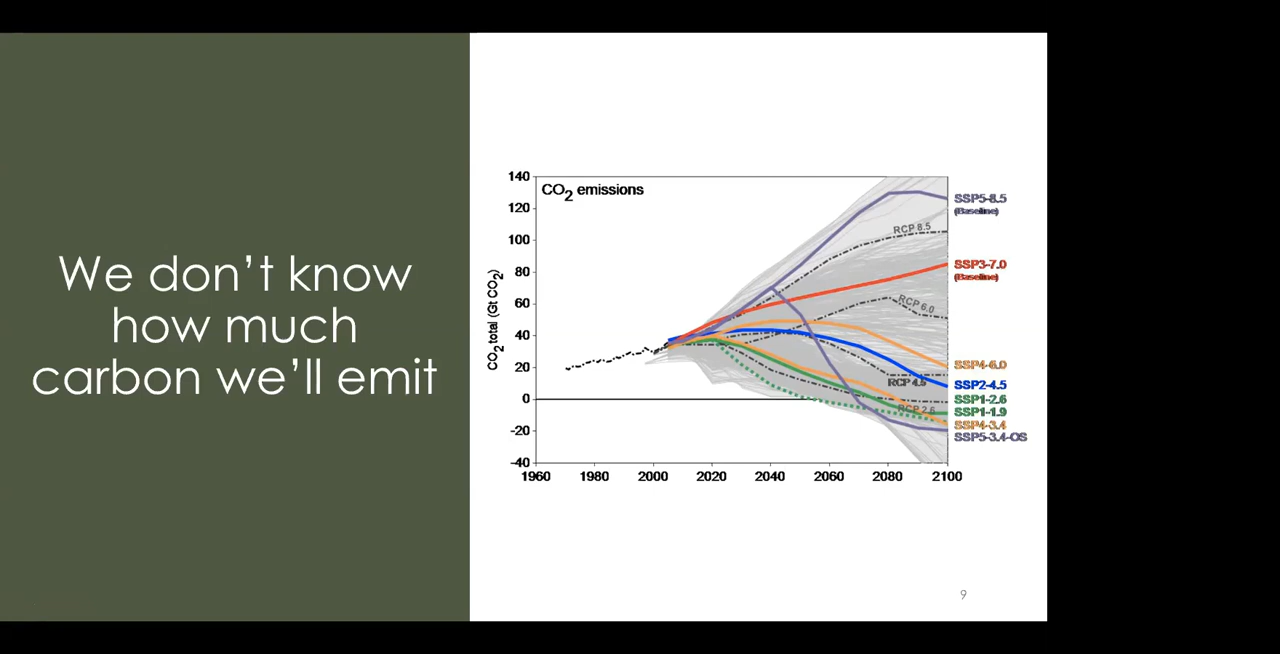 We don't know
how much
carbon we'll emit
CO2 emissions
CO2 total (Gt CO2)
140
120
100
80
60
40
20
0
-20
-40
1960
1980
2000
2020
2040
2060
2080
2100
SSP5-8.5
(Baseline)
RCP 8.5
SSP3-7.0
(Baseline)
RCP 6.0
SSP4-6.0
RCP 4.5
SSP2-4.5
SSP1-2.6
RCP 2.6
SSP1-1.9
SSP4-3.4
SSP5-3.4-OS
9